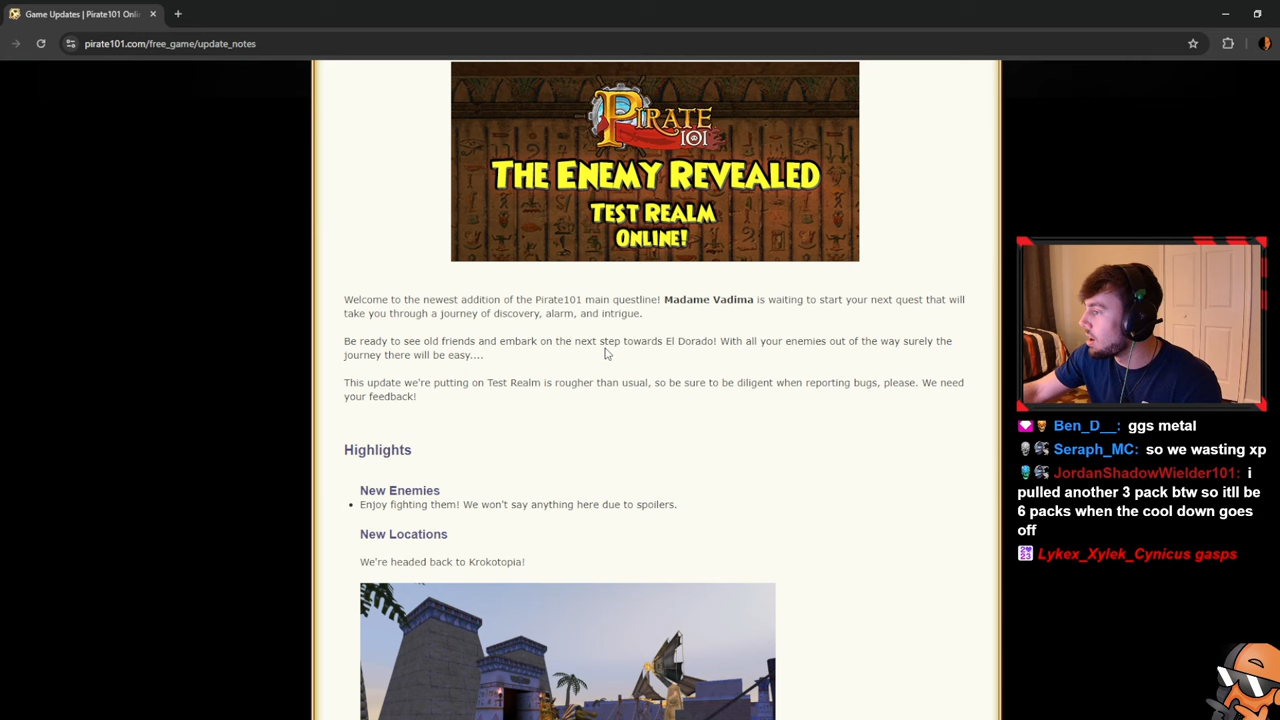 Game Updates | Pirate101 Onli
pirate101.com/free_game/update_notes
PIRATE
101
THE ENEMY REVEALED
TEST REALM
ONLINE!
Welcome to the newest addition of the Pirate101 main questline! Madame Vadima is waiting to start your next quest that will
take you through a journey of discovery, alarm, and intrigue.
Be ready to see old friends and embark on the next step towards El Dorado! With all your enemies out of the way surely the
journey there will be easy....
This update we're putting on Test Realm is rougher than usual, so be sure to be diligent when reporting bugs, please. We need
your feedback!
Highlights
New Enemies
• Enjoy fighting them! We won't say anything here due to spoilers.
New Locations
We're headed back to Krokotopia!
Ben_D__: ggs metal
Seraph_MC: so we wasting xp
JordanShadowWielder101: i
pulled another 3 pack btw so itll be
6 packs when the cool down goes
off
Lykex_Xylek_Cynicus gasps